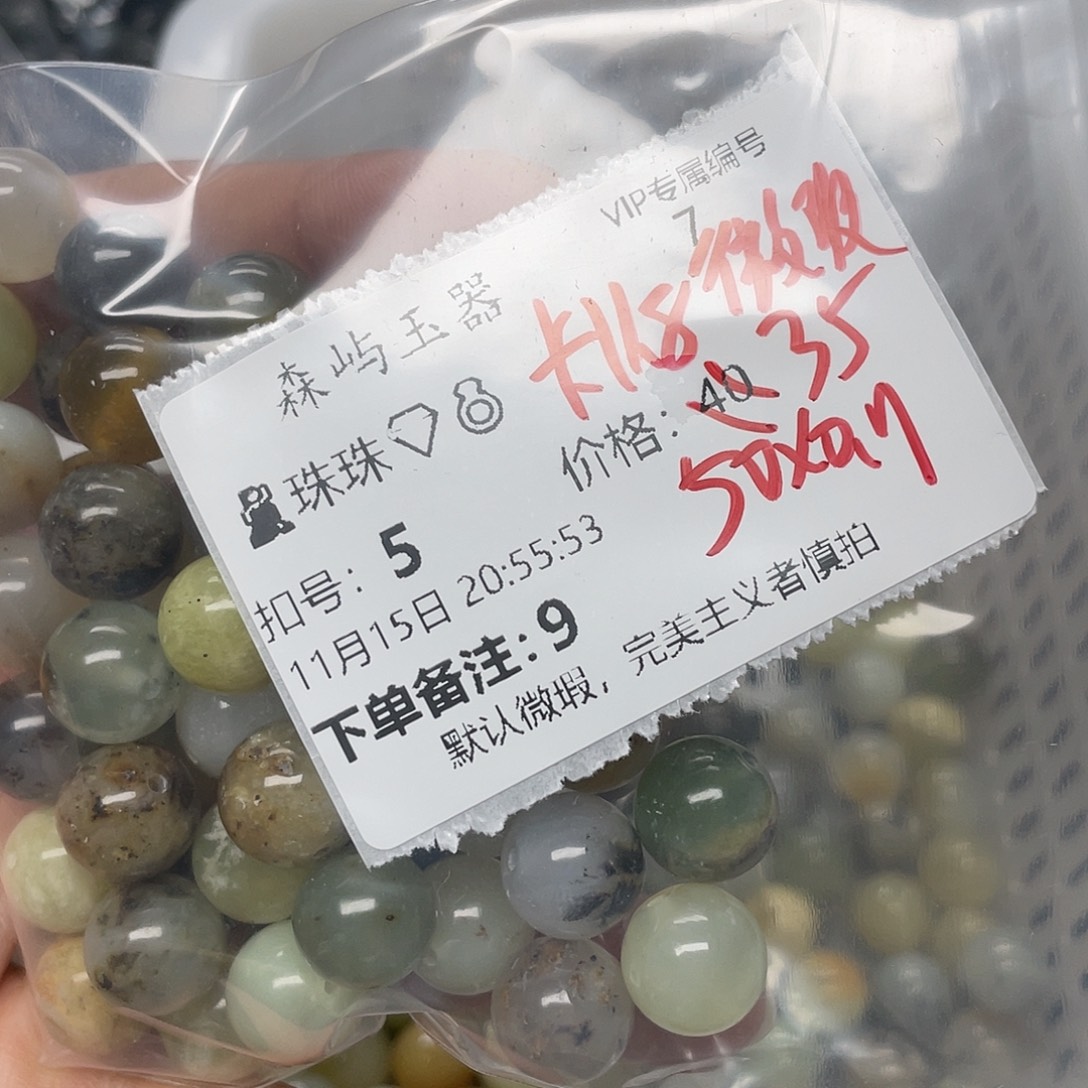 VIP专属编号
7
森屿玉器
卡11.8微瑕
珠珠
价格：40 35
50x0.7
扣号：5
11月15日 20:55:53
下单备注：9
默认微瑕，完美主义者慎拍